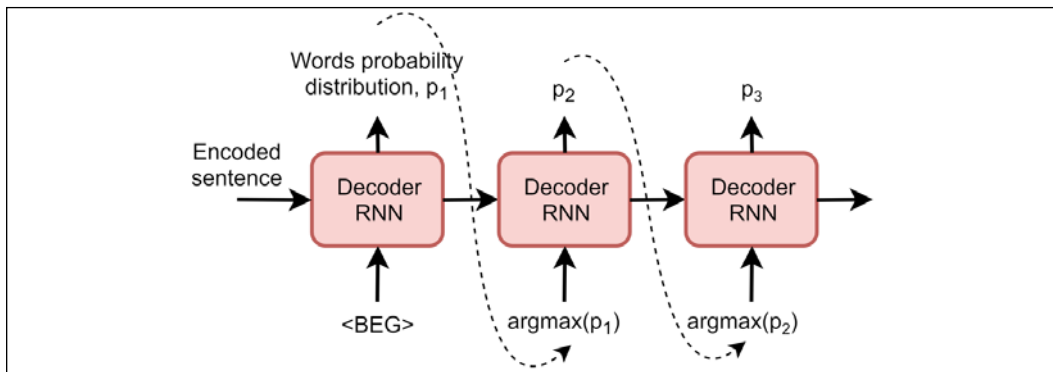 Words probability
distribution, p₁
p₂
p₃
Encoded
sentence
Decoder
RNN
Decoder
RNN
Decoder
RNN
<BEG>
argmax(p₁)
argmax(p₂)